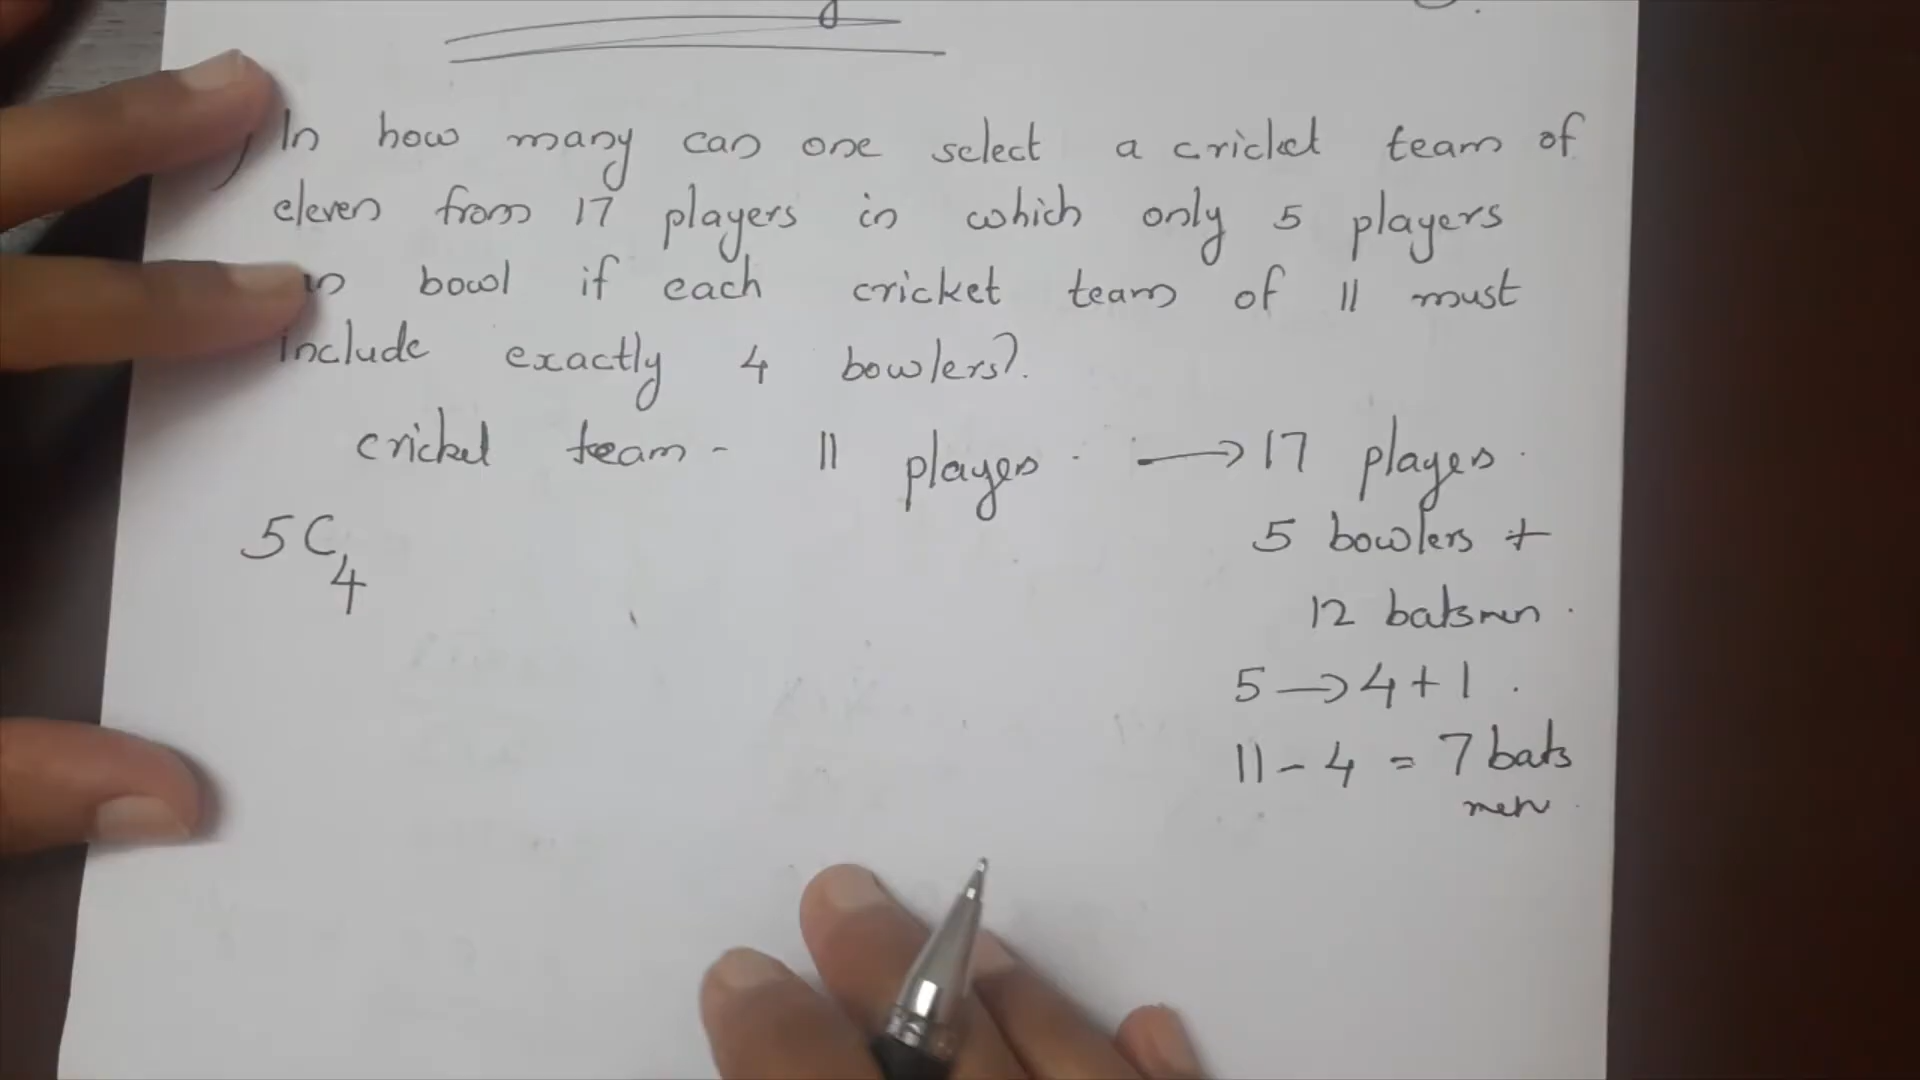 In how many can one select a cricket team of
eleven from 17 players in which only 5 players
bowl if each cricket team of 11 must
include exactly 4 bowlers?
cricket team - 11 players. → 17 players.
5C4
5 bowlers +
12 batsmen.
5 → 4 + 1.
11 - 4 = 7 bats
men.